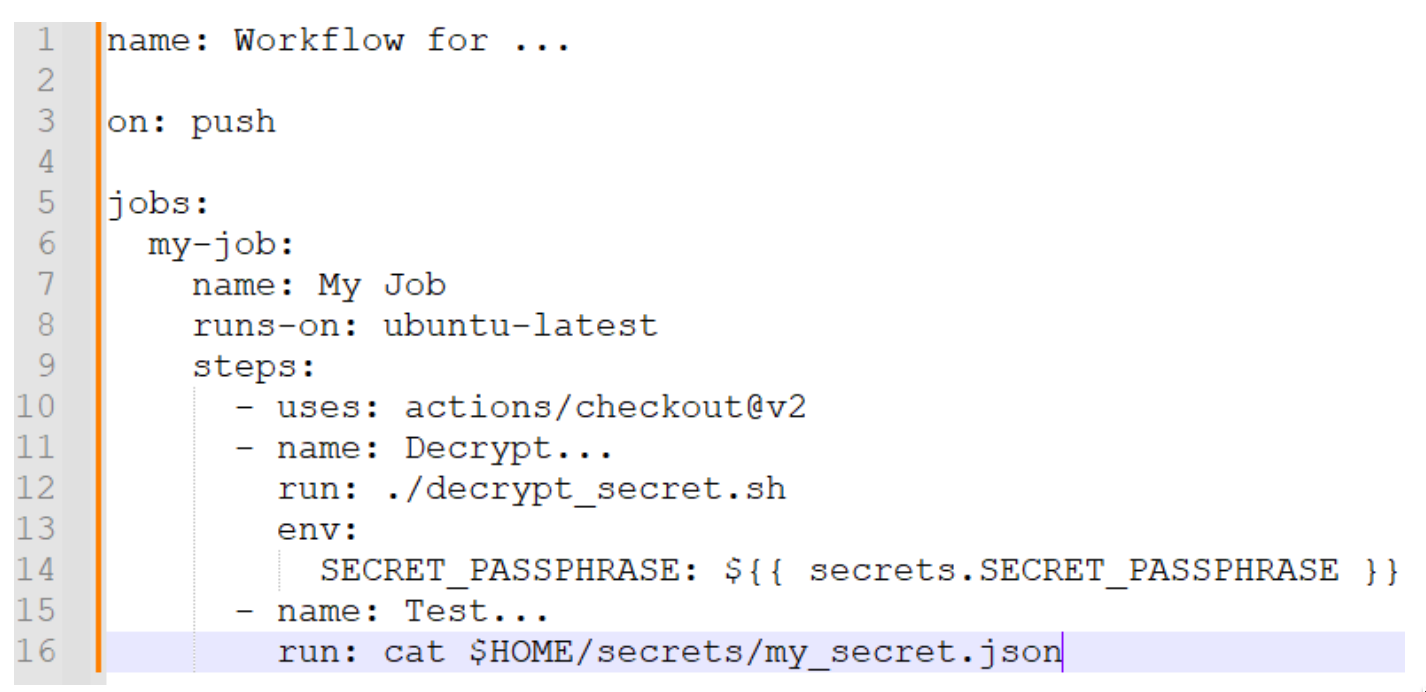 1 name: Workflow for ...
2
3 on: push
4
5 jobs:
6   my-job:
7     name: My Job
8     runs-on: ubuntu-latest
9     steps:
10       - uses: actions/checkout@v2
11       - name: Decrypt...
12         run: ./decrypt_secret.sh
13         env:
14           SECRET_PASSPHRASE: ${{ secrets.SECRET_PASSPHRASE }}
15       - name: Test...
16         run: cat $HOME/secrets/my_secret.json